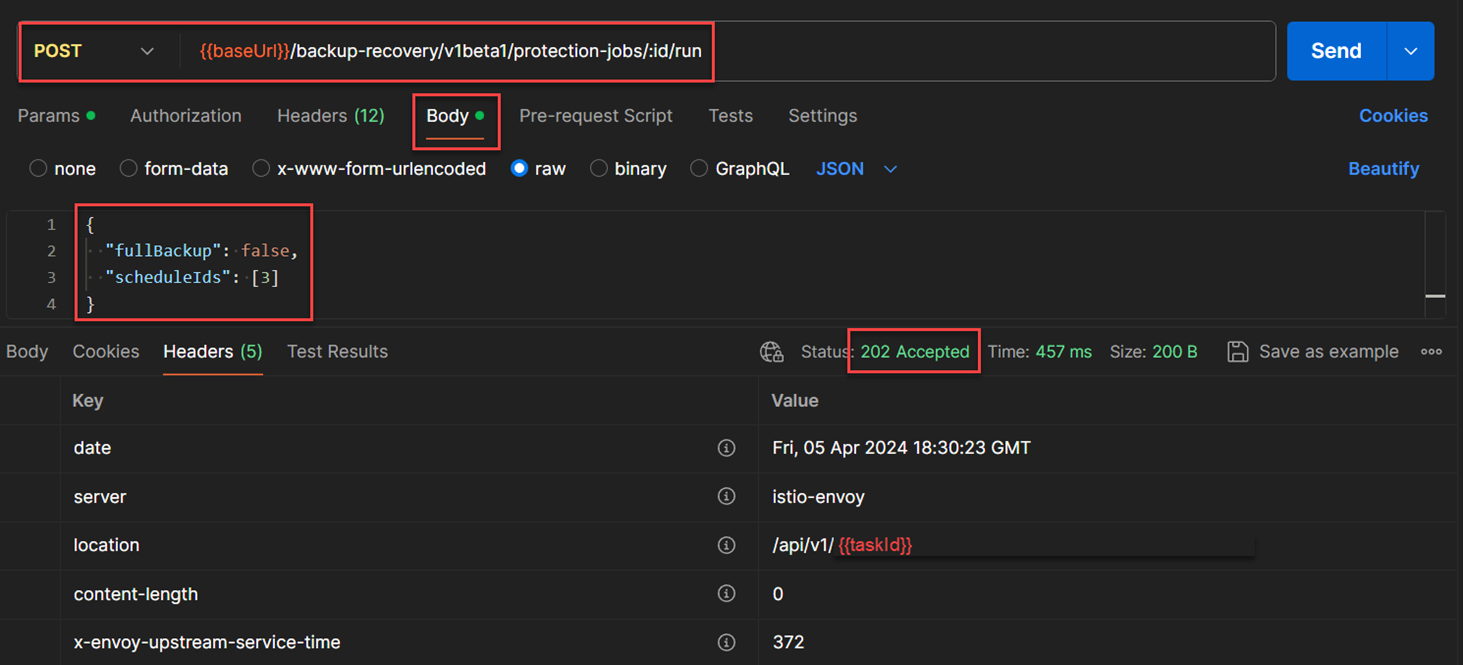 POST {{baseUrl}}/backup-recovery/v1beta1/protection-jobs/:id/run Send
Params Authorization Headers (12) Body Pre-request Script Tests Settings Cookies
none form-data x-www-form-urlencoded raw binary GraphQL JSON Beautify
1 {
2 "fullBackup": false,
3 "scheduleIds": [3]
4 }
Body Cookies Headers (5) Test Results Status: 202 Accepted Time: 457 ms Size: 200 B Save as example
Key Value
date Fri, 05 Apr 2024 18:30:23 GMT
server istio-envoy
location /api/v1/ {{taskId}}
content-length 0
x-envoy-upstream-service-time 372